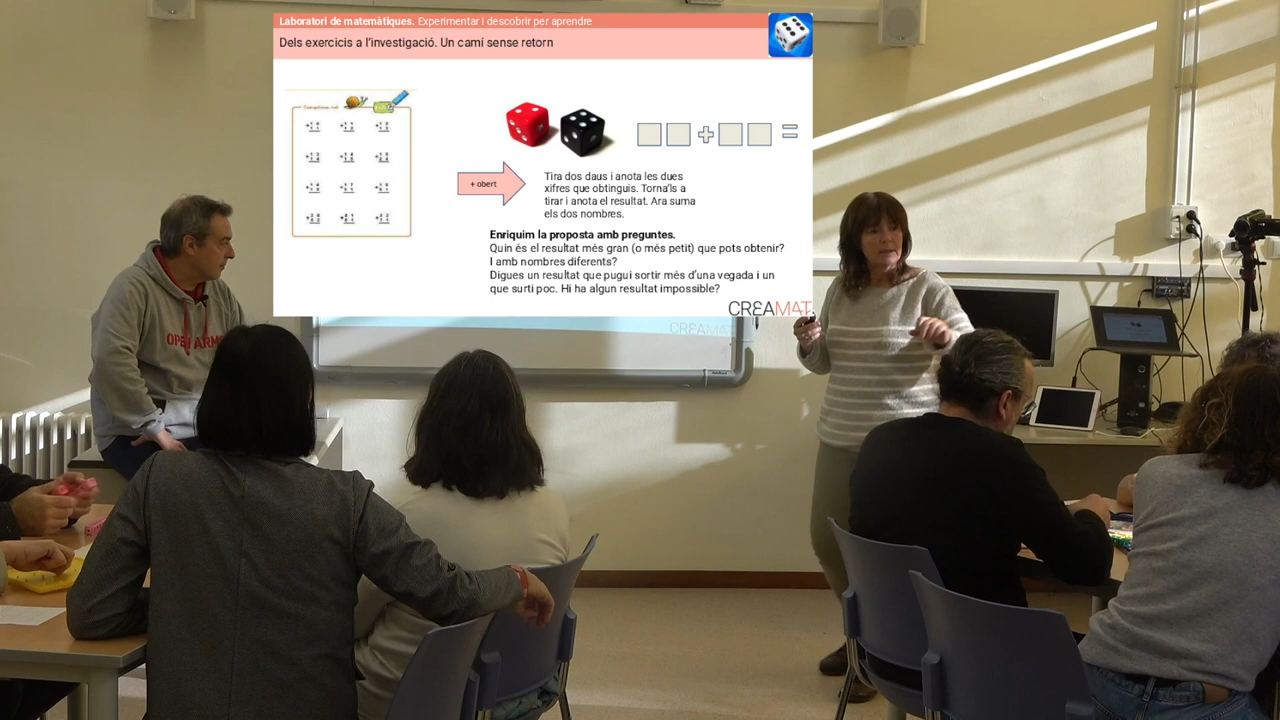 Laboratori de matemàtiques. Experimentar i descobrir per aprendre
Dels exercicis a l'investigació. Un camí sense retorn
+ obert
Tira dos daus i anota les dues
xifres que obtinguis. Torna'ls a
tirar i anota el resultat. Ara suma
els dos nombres.
Enriquim la proposta amb preguntes.
Quin és el resultat més gran (o més petit) que pots obtenir?
I amb nombres diferents?
Digues un resultat que pugui sortir més d'una vegada i un
que surti poc. Hi ha algun resultat impossible?
CREAMAT
CREAMAT